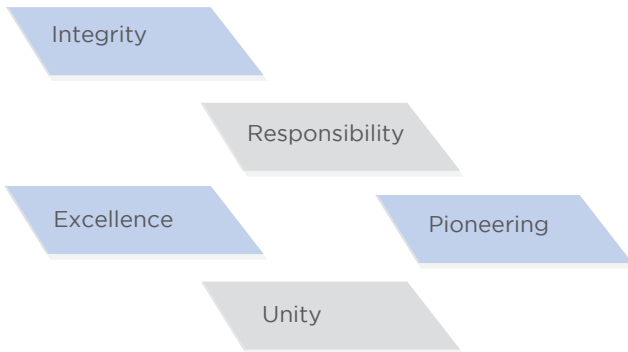 Integrity
Responsibility
Excellence
Pioneering
Unity